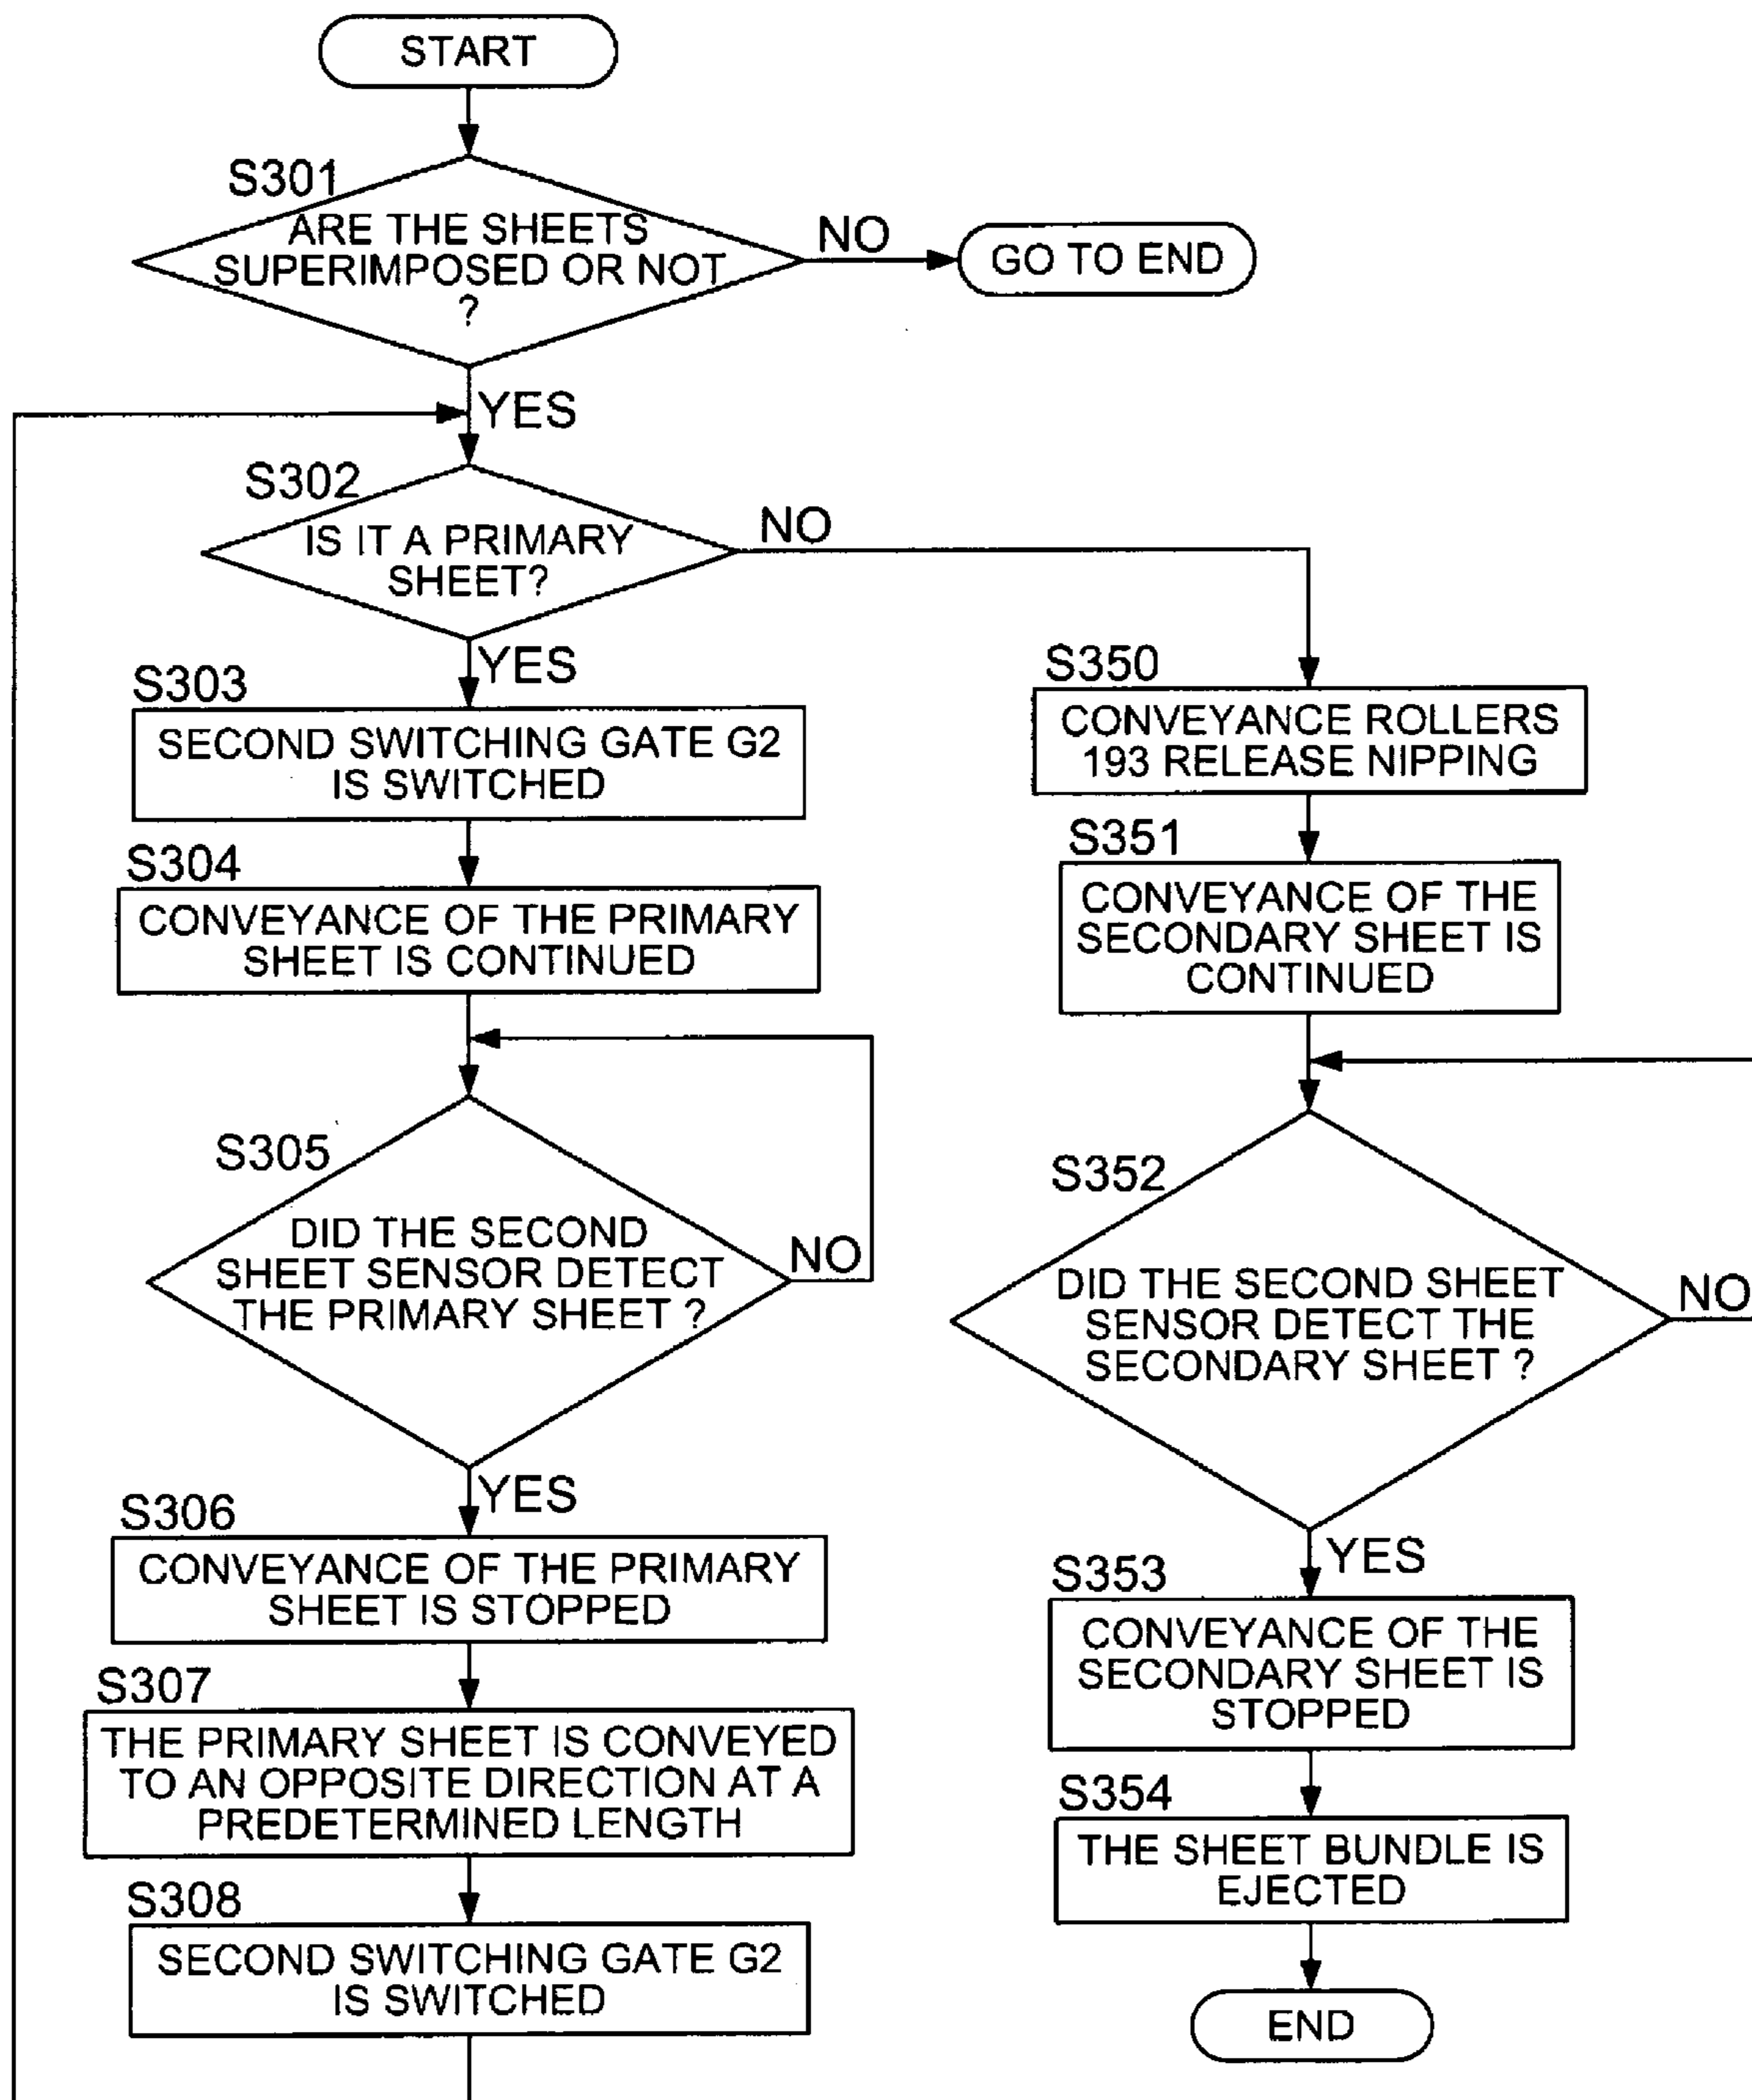 START
S301
ARE THE SHEETS
SUPERIMPOSED OR NOT
?
NO
GO TO END
YES
S302
IS IT A PRIMARY
SHEET?
NO
YES
S303
SECOND SWITCHING GATE G2
IS SWITCHED
S304
CONVEYANCE OF THE PRIMARY
SHEET IS CONTINUED
S305
DID THE SECOND
SHEET SENSOR DETECT
THE PRIMARY SHEET ?
NO
YES
S306
CONVEYANCE OF THE PRIMARY
SHEET IS STOPPED
S307
THE PRIMARY SHEET IS CONVEYED
TO AN OPPOSITE DIRECTION AT A
PREDETERMINED LENGTH
S308
SECOND SWITCHING GATE G2
IS SWITCHED
S350
CONVEYANCE ROLLERS
193 RELEASE NIPPING
S351
CONVEYANCE OF THE
SECONDARY SHEET IS
CONTINUED
S352
DID THE SECOND SHEET
SENSOR DETECT THE
SECONDARY SHEET ?
NO
YES
S353
CONVEYANCE OF THE
SECONDARY SHEET IS
STOPPED
S354
THE SHEET BUNDLE IS
EJECTED
END